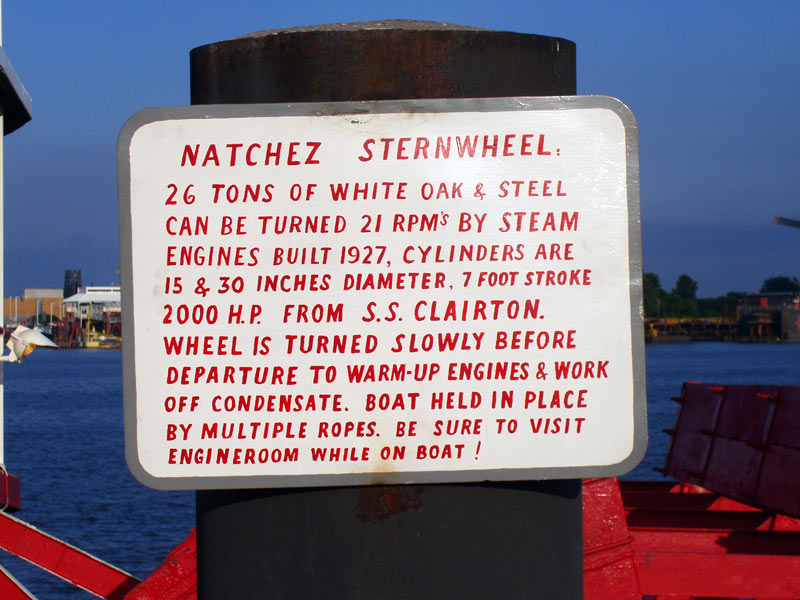 NATCHEZ STERNWHEEL:
26 TONS OF WHITE OAK & STEEL
CAN BE TURNED 21 RPM'S BY STEAM
ENGINES BUILT 1927, CYLINDERS ARE
15 & 30 INCHES DIAMETER, 7 FOOT STROKE
2000 H.P. FROM S.S. CLAIRTON.
WHEEL IS TURNED SLOWLY BEFORE
DEPARTURE TO WARM-UP ENGINES & WORK
OFF CONDENSATE. BOAT HELD IN PLACE
BY MULTIPLE ROPES. BE SURE TO VISIT
ENGINEROOM WHILE ON BOAT!